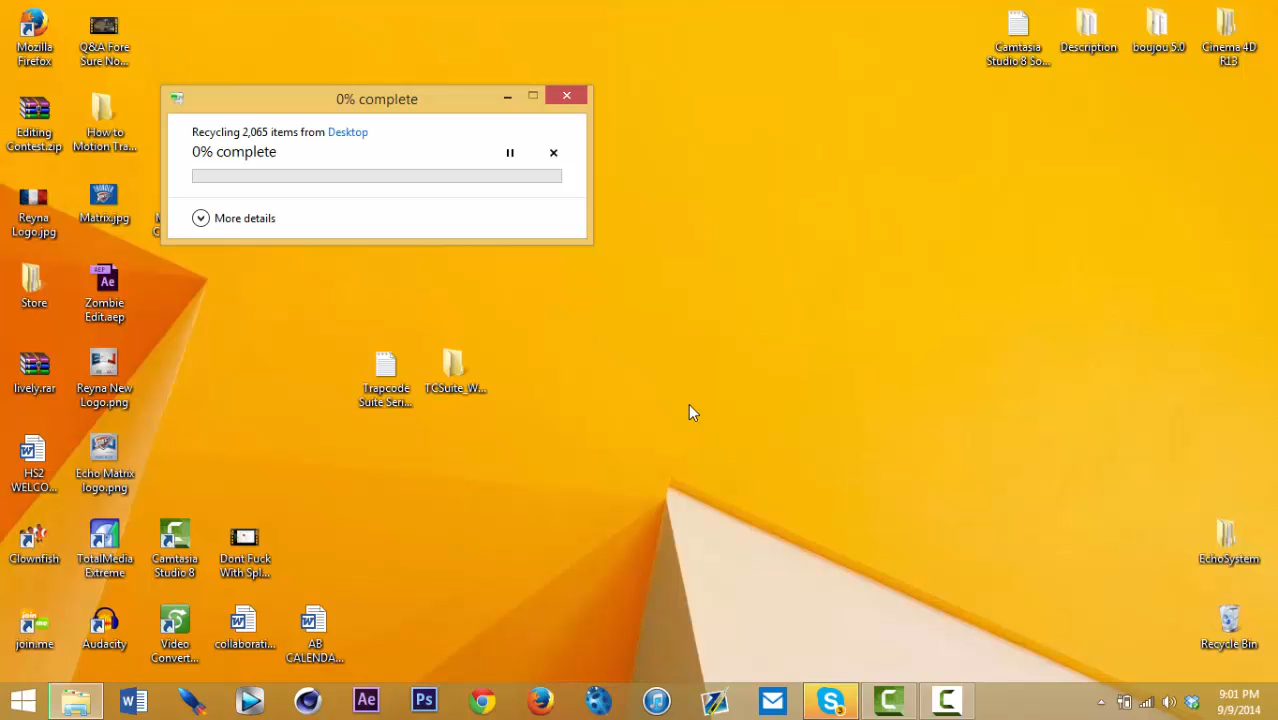 Mozilla
Firefox
Q&A Fore
Sure No...
Camtasia
Studio 8 So...
Description
boujou 5.0
Cinema 4D
R13
0% complete
Recycling 2,065 items from Desktop
0% complete
More details
Editing
Contest.zip
How to
Motion Tra...
Reyna
Logo.jpg
Matrix.jpg
Store
AEP
Ae
Zombie
Edit.aep
lively.rar
Reyna New
Logo.png
Trapcode
Suite Seri...
TCSuite_W...
HS2
WELCO...
Echo Matrix
logo.png
Clownfish
TotalMedia
Extreme
Camtasia
Studio 8
Dont Fuck
With Spl...
EchoSystem
join.me
Audacity
Video
Convert...
collaborati...
AB
CALENDA...
Recycle Bin
Ae
Ps
9:01 PM
9/9/2014